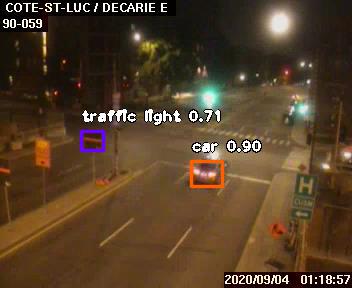 COTE-ST-LUC / DECARIE E
90-059
traffic light 0.71
car 0.90
H
CUSM
2020/09/04 01:18:57